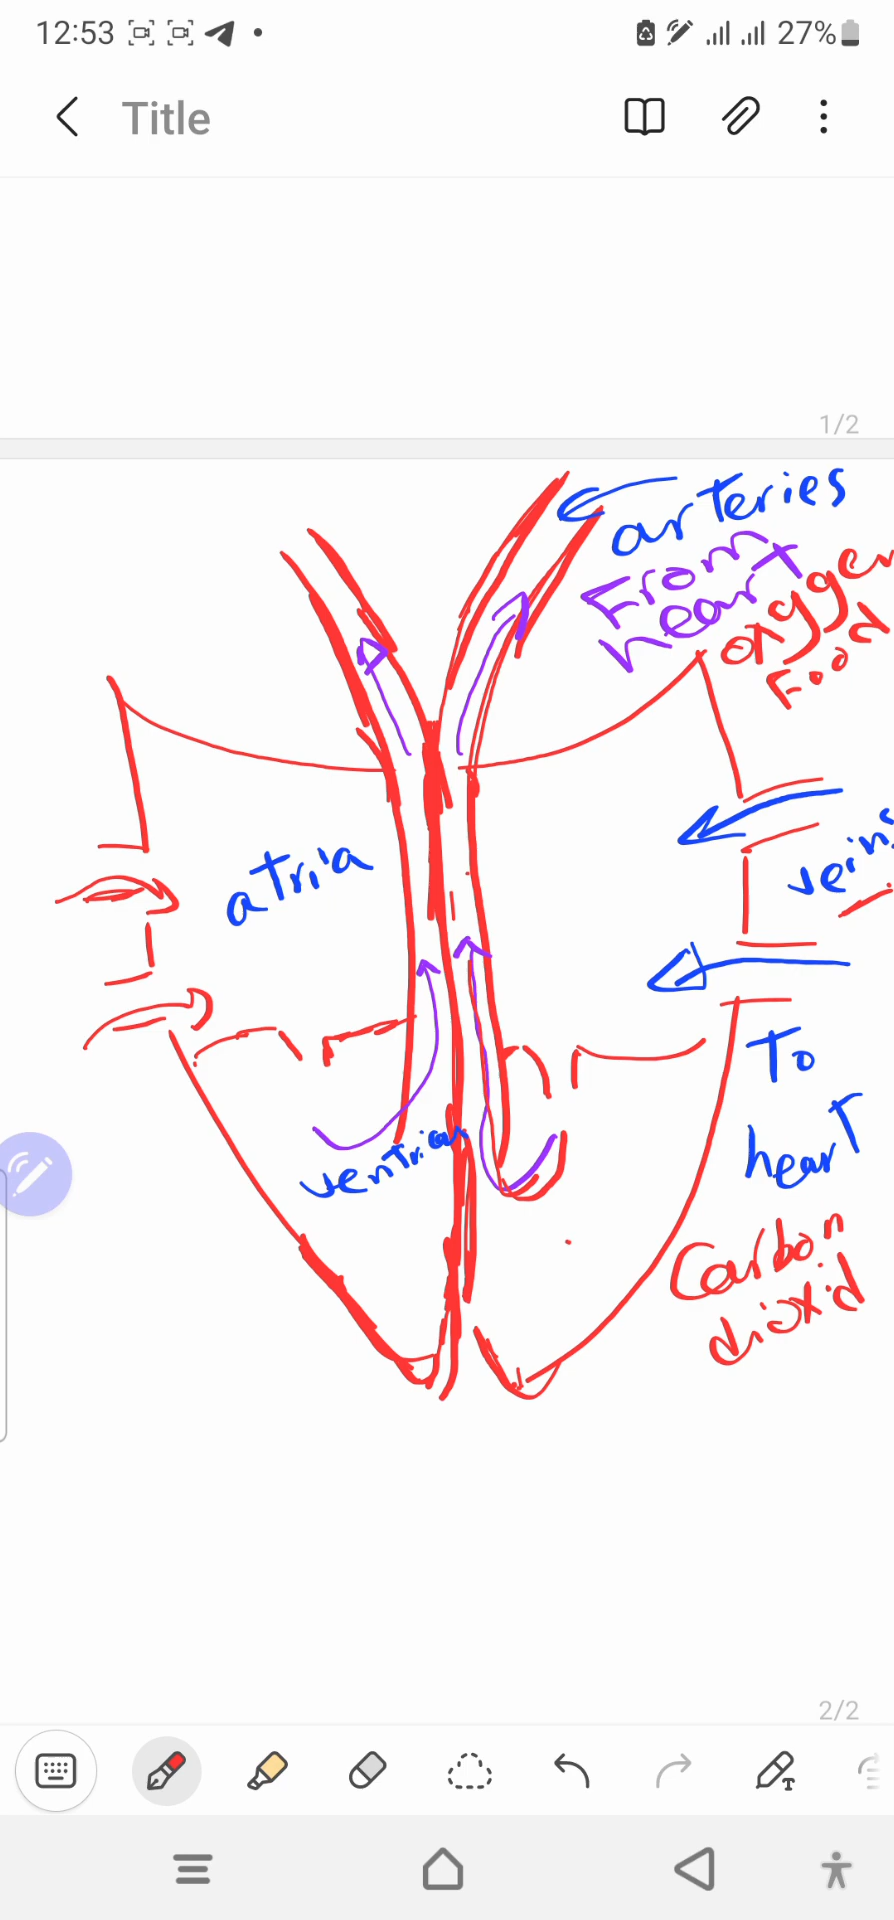 12:53
27%
Title
1/2
arteries
From
heart
oxygen
Food
atria
veins
To
heart
ventrical
Carbon
dioxid
2/2